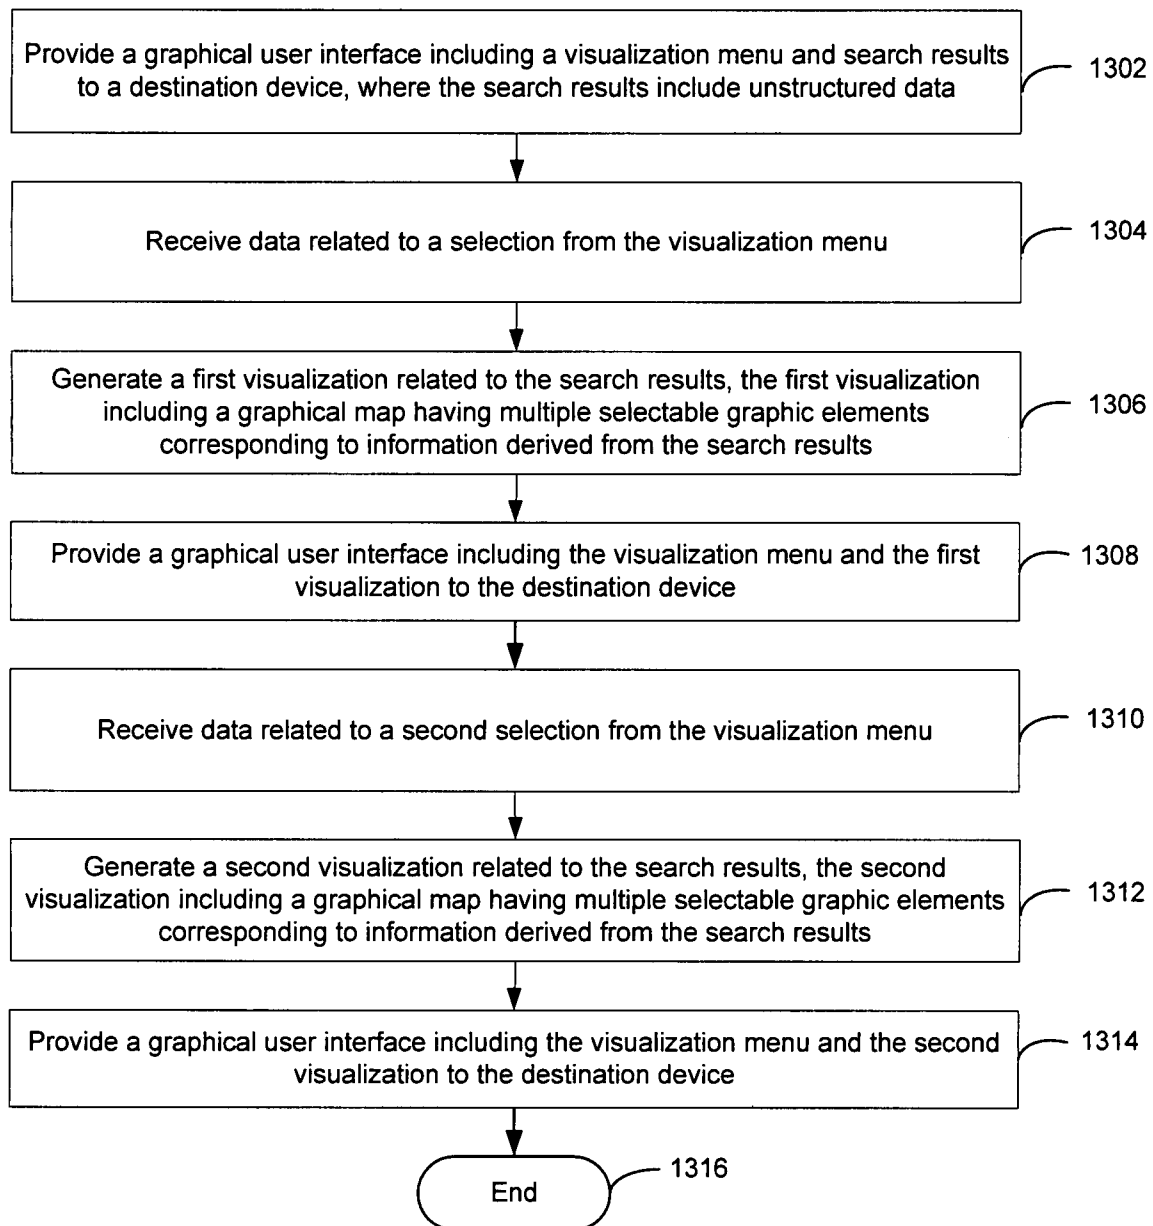 Provide a graphical user interface including a visualization menu and search results
to a destination device, where the search results include unstructured data
1302
Receive data related to a selection from the visualization menu
1304
Generate a first visualization related to the search results, the first visualization
including a graphical map having multiple selectable graphic elements
corresponding to information derived from the search results
1306
Provide a graphical user interface including the visualization menu and the first
visualization to the destination device
1308
Receive data related to a second selection from the visualization menu
1310
Generate a second visualization related to the search results, the second
visualization including a graphical map having multiple selectable graphic elements
corresponding to information derived from the search results
1312
Provide a graphical user interface including the visualization menu and the second
visualization to the destination device
1314
End
1316